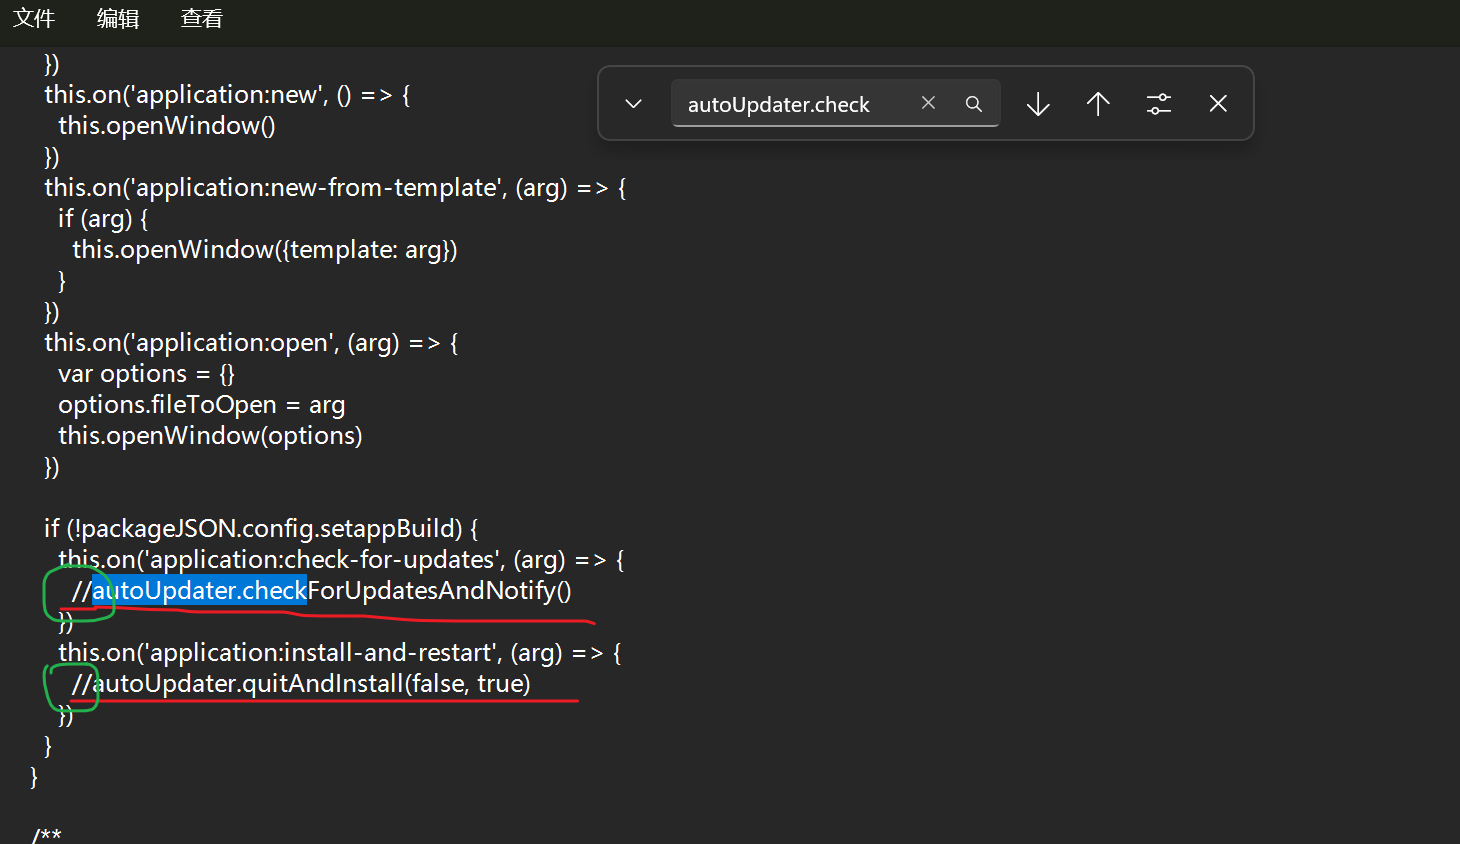 文件 编辑 查看
})
autoUpdater.check
this.on('application:new', () => {
this.openWindow()
})
this.on('application:new-from-template', (arg) => {
if (arg) {
this.openWindow({template: arg})
}
})
this.on('application:open', (arg) => {
var options = {}
options.fileToOpen = arg
this.openWindow(options)
})
if (!packageJSON.config.setappBuild) {
this.on('application:check-for-updates', (arg) => {
//autoUpdater.checkForUpdatesAndNotify()
})
this.on('application:install-and-restart', (arg) => {
//autoUpdater.quitAndInstall(false, true)
})
}
}
/**